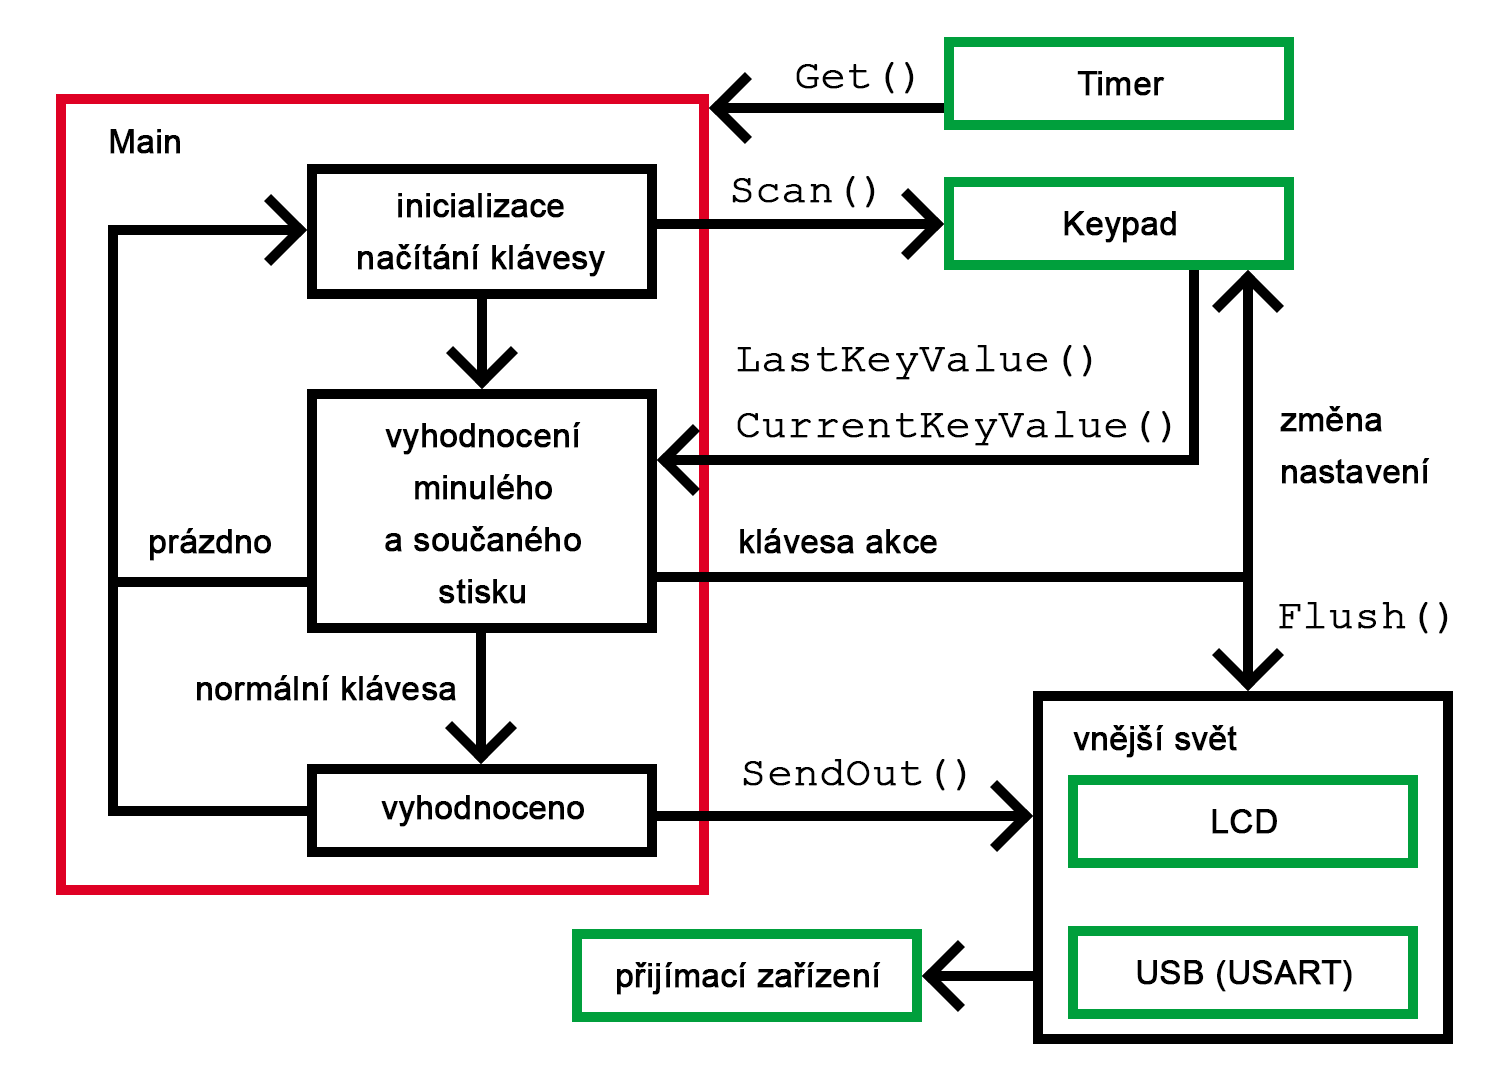 Get()
Timer
Main
inicializace
načítání klávesy
Scan()
Keypad
LastKeyValue()
CurrentKeyValue()
změna
nastavení
vyhodnocení
minulého
a součaného
stisku
prázdno
klávesa akce
Flush()
normální klávesa
vyhodnoceno
SendOut()
vnější svět
LCD
USB (USART)
přijímací zařízení